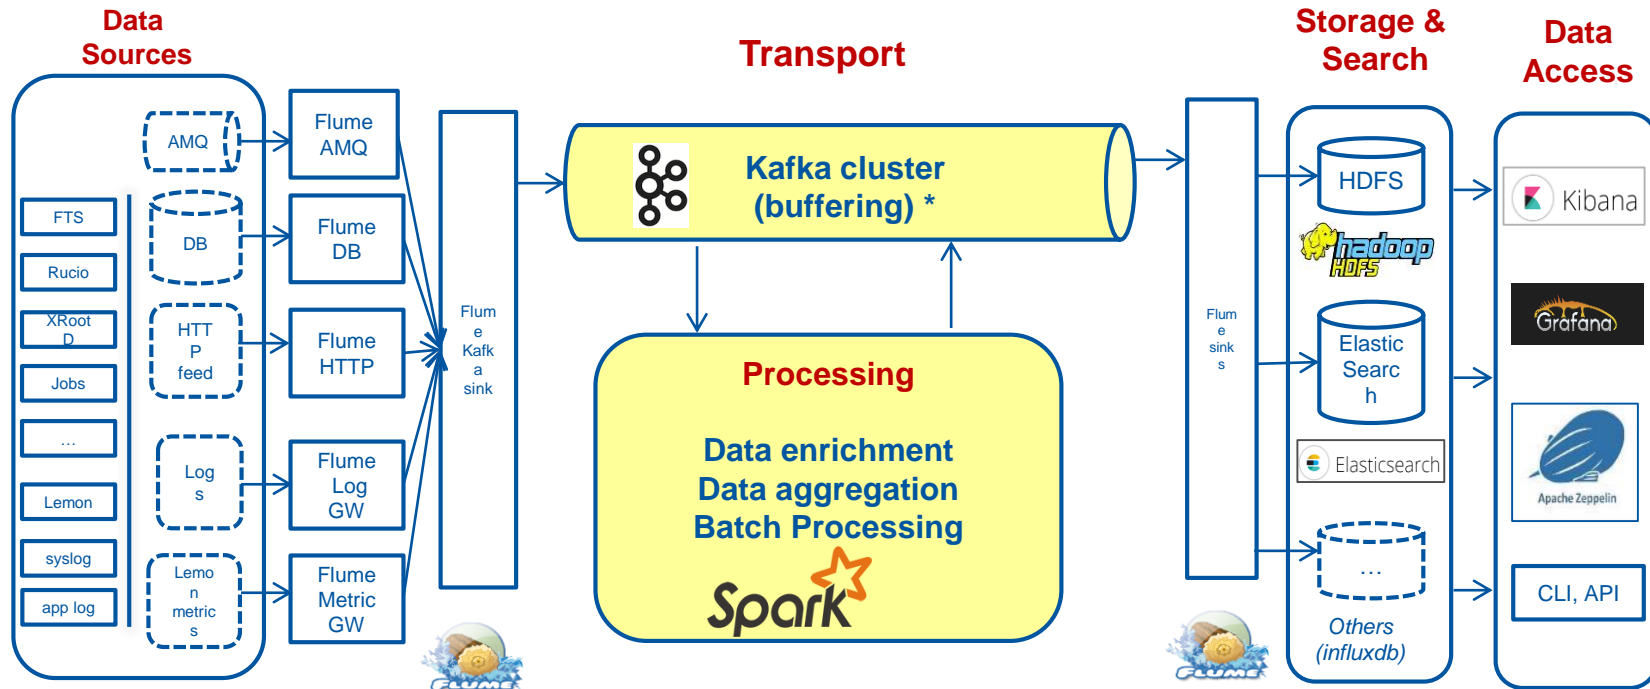 Data
Sources
Transport
Storage &
Search
Data
Access
FTS
Rucio
XRoot
D
Jobs
...
Lemon
syslog
app log
AMQ
DB
HTT
P
feed
Log
s
Lemo
n
metric
s
Flume
AMQ
Flume
DB
Flume
HTTP
Flume
Log
GW
Flume
Metric
GW
Flum
e
Kafk
a
sink
FLUME
Kafka cluster
(buffering) *
Processing
Data enrichment
Data aggregation
Batch Processing
Spark
Flum
e
sink
s
FLUME
HDFS
hadoop
HDFS
Elastic
Searc
h
Elasticsearch
...
Others
(influxdb)
Kibana
Grafana
Apache Zeppelin
CLI, API